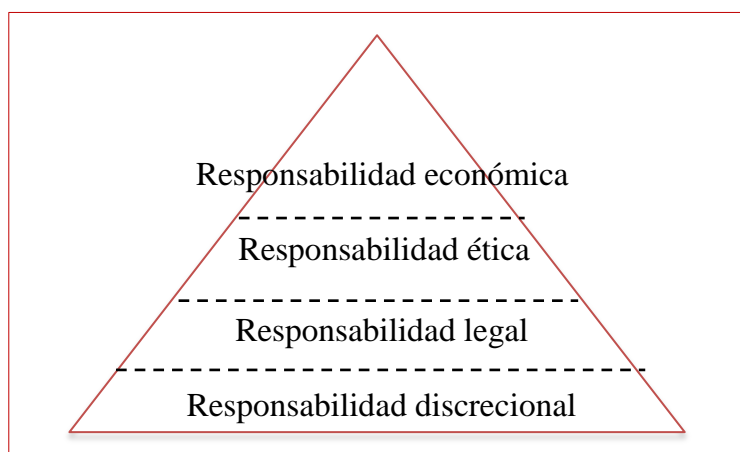 Responsabilidad económica
Responsabilidad ética
Responsabilidad legal
Responsabilidad discrecional